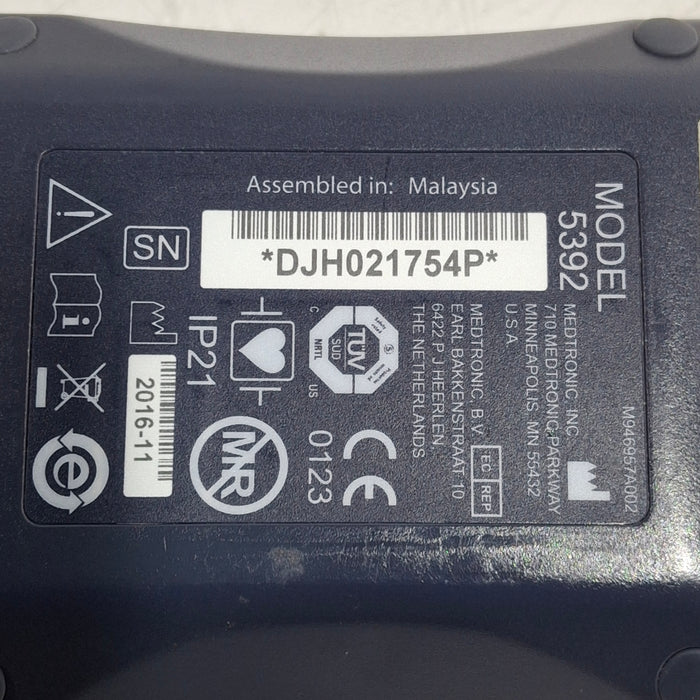 MODEL
5392
Assembled in: Malaysia
SN
*DJH021754P*
MEDTRONIC, INC.
710 MEDTRONIC PARKWAY
MINNEAPOLIS, MN 55432
U.S.A
M946957A002
MEDTRONIC, B.V.
EARL BAKKENSTRAAT 10
6422 PJ HEERLEN
THE NETHERLANDS
EC REP
C US
TÜV
SÜD
NRTL
IP21
2016-11
MR
CE
0123
i
e